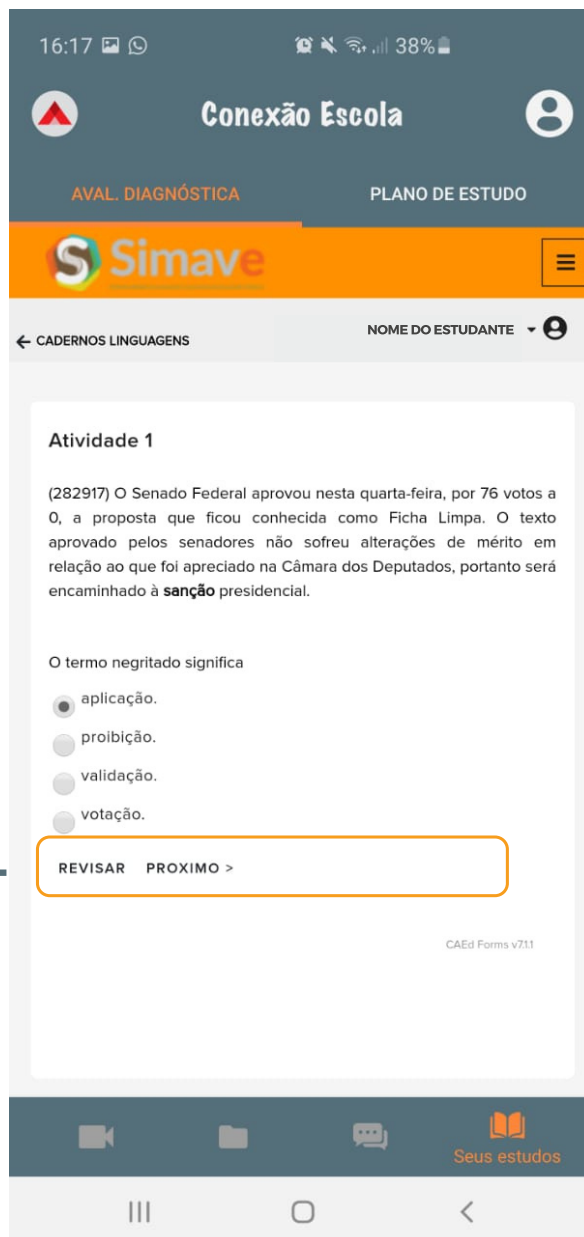 16:17 38%
Conexão Escola
AVAL. DIAGNÓSTICA PLANO DE ESTUDO
Simave
← CADERNOS LINGUAGENS NOME DO ESTUDANTE
Atividade 1
(282917) O Senado Federal aprovou nesta quarta-feira, por 76 votos a
0, a proposta que ficou conhecida como Ficha Limpa. O texto
aprovado pelos senadores não sofreu alterações de mérito em
relação ao que foi apreciado na Câmara dos Deputados, portanto será
encaminhado à sanção presidencial.
O termo negritado significa
aplicação.
proibição.
validação.
votação.
REVISAR PROXIMO >
CAEd Forms v7.1.1
Seus estudos